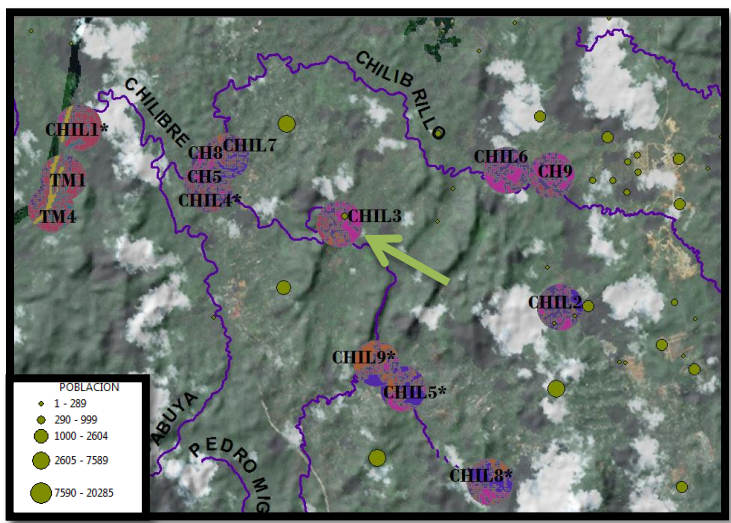 CHILIBRE
CHILIB RILLO
CHIL1*
CH8
CHIL7
CHIL6
TM1
CH5
CH9
CHIL4*
TM4
CHIL3
CHIL2
CHIL9*
CHIL5*
ABUYA
PEDRO MIG
CHIL8*
POBLACION
1 - 289
290 - 999
1000 - 2604
2605 - 7589
7590 - 20285